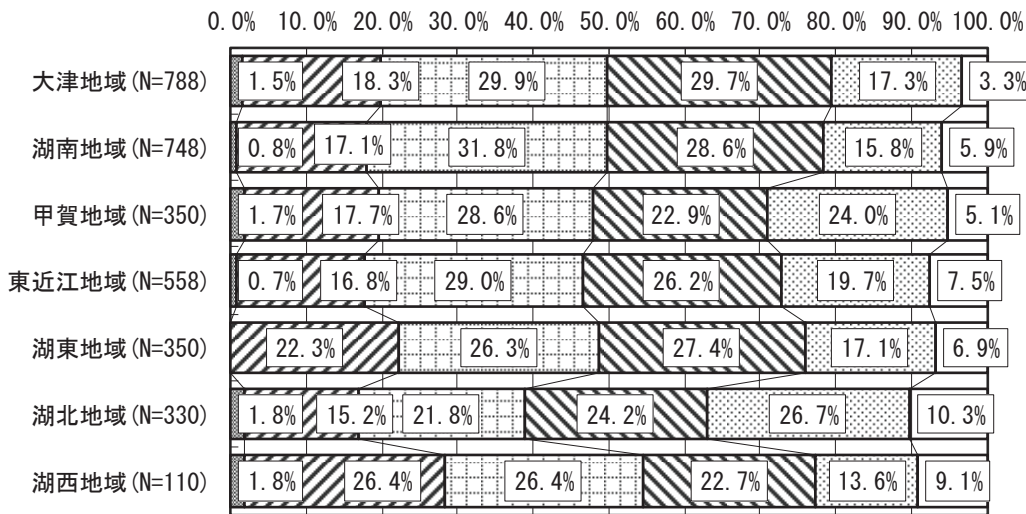 0.0% 10.0% 20.0% 30.0% 40.0% 50.0% 60.0% 70.0% 80.0% 90.0% 100.0%
大津地域(N=788) 1.5% 18.3% 29.9% 29.7% 17.3% 3.3%
湖南地域(N=748) 0.8% 17.1% 31.8% 28.6% 15.8% 5.9%
甲賀地域(N=350) 1.7% 17.7% 28.6% 22.9% 24.0% 5.1%
東近江地域(N=558) 0.7% 16.8% 29.0% 26.2% 19.7% 7.5%
湖東地域(N=350) 22.3% 26.3% 27.4% 17.1% 6.9%
湖北地域(N=330) 1.8% 15.2% 21.8% 24.2% 26.7% 10.3%
湖西地域(N=110) 1.8% 26.4% 26.4% 22.7% 13.6% 9.1%